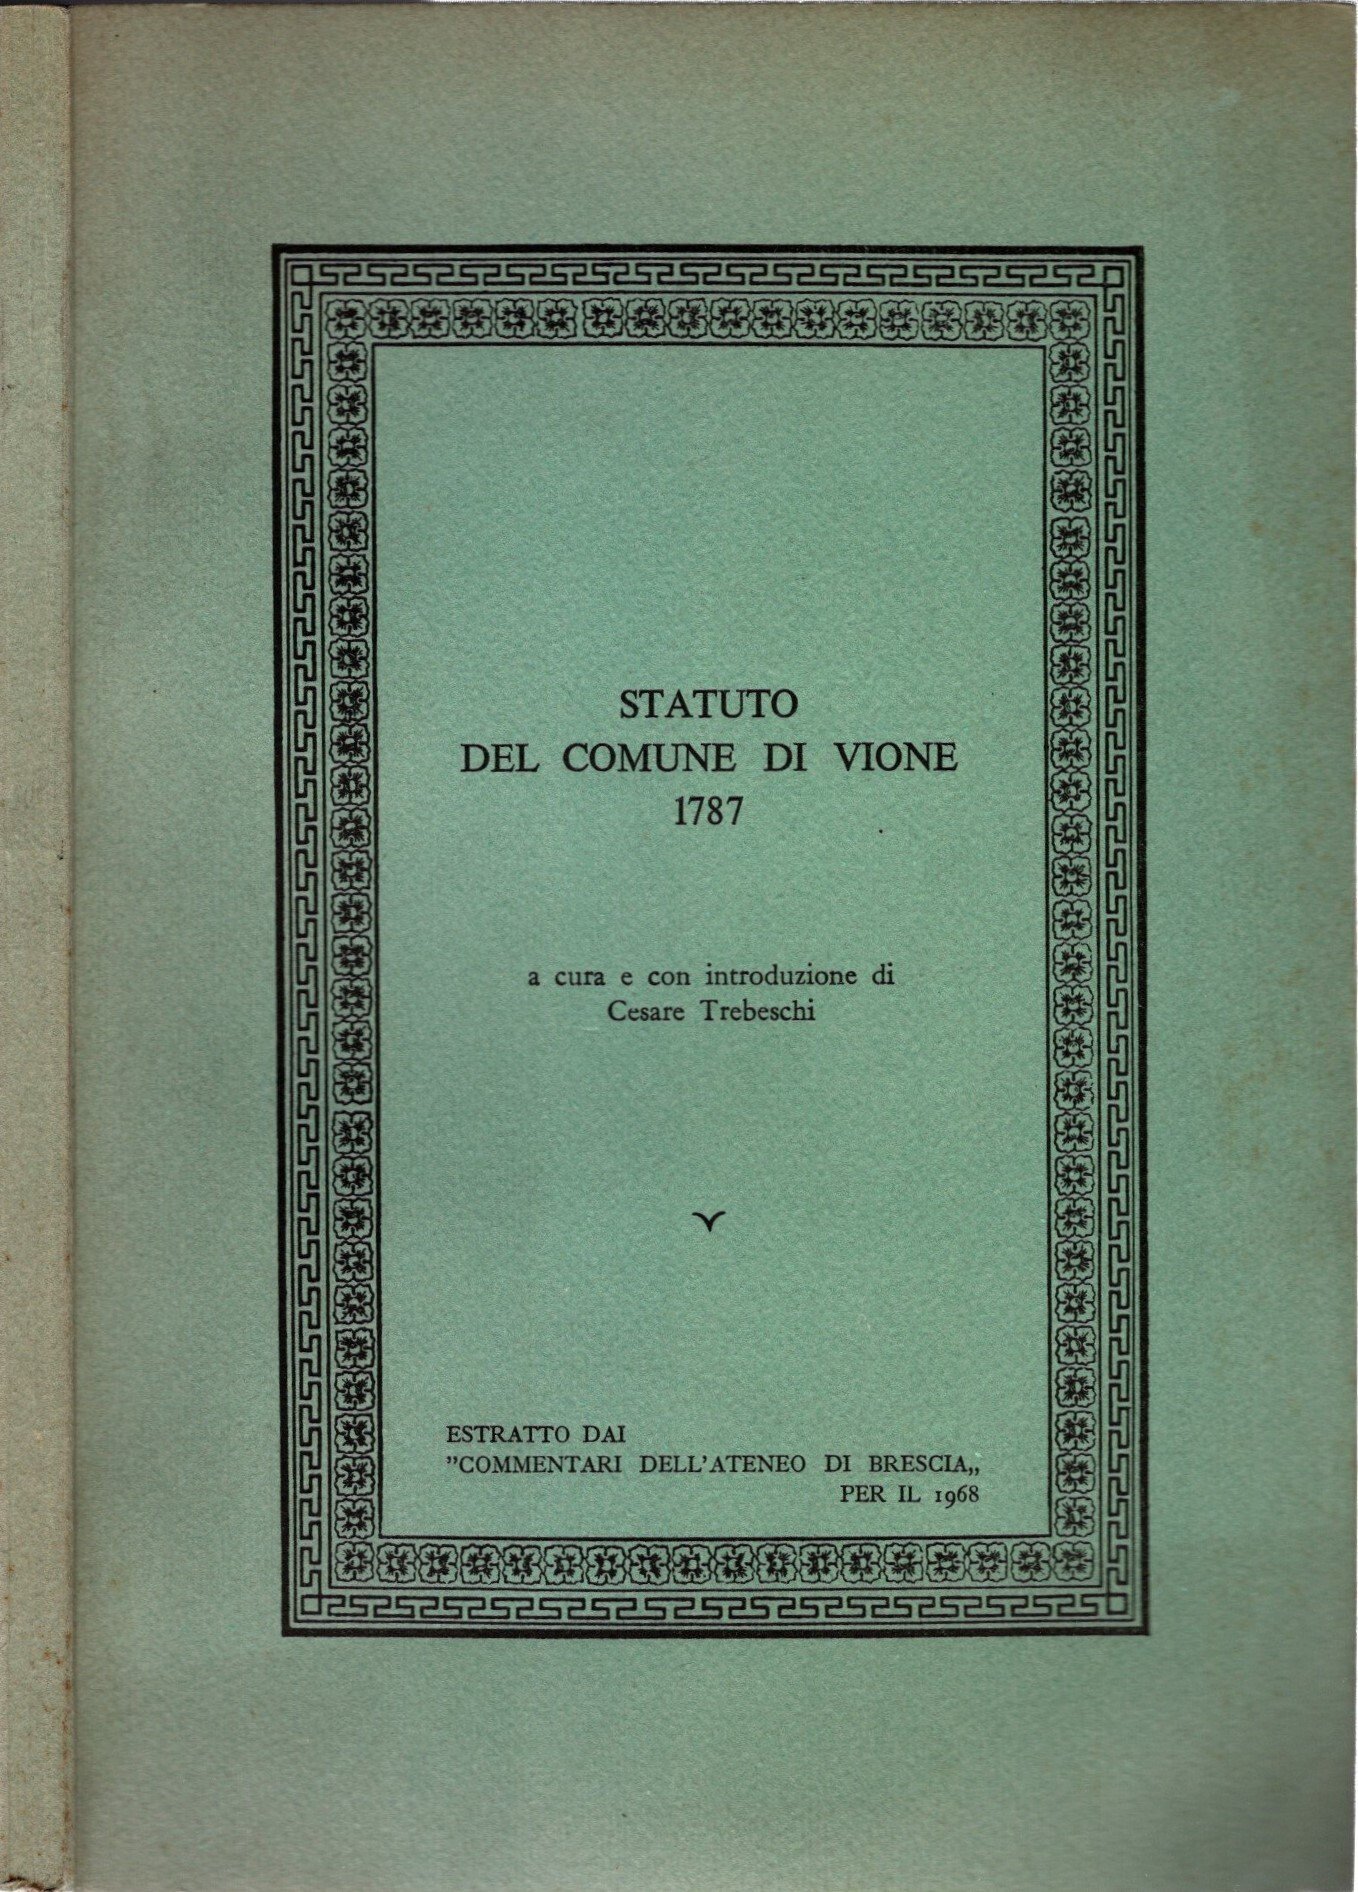 STATUTO
DEL COMUNE DI VIONE
1787
a cura e con introduzione di
Cesare Trebeschi
ESTRATTO DAI
”COMMENTARI DELL'ATENEO DI BRESCIA„
PER IL 1968